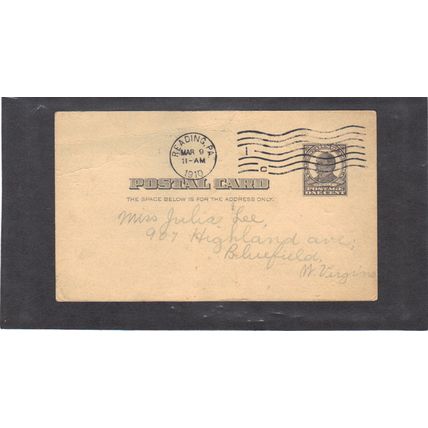 READING, PA.
MAR 9
11-AM
1910
1
C
POSTAL CARD
THE SPACE BELOW IS FOR THE ADDRESS ONLY.
POSTAGE
ONE CENT
Miss Julia Lee,
907 Highland ave;
Bluefield,
W. Virginia